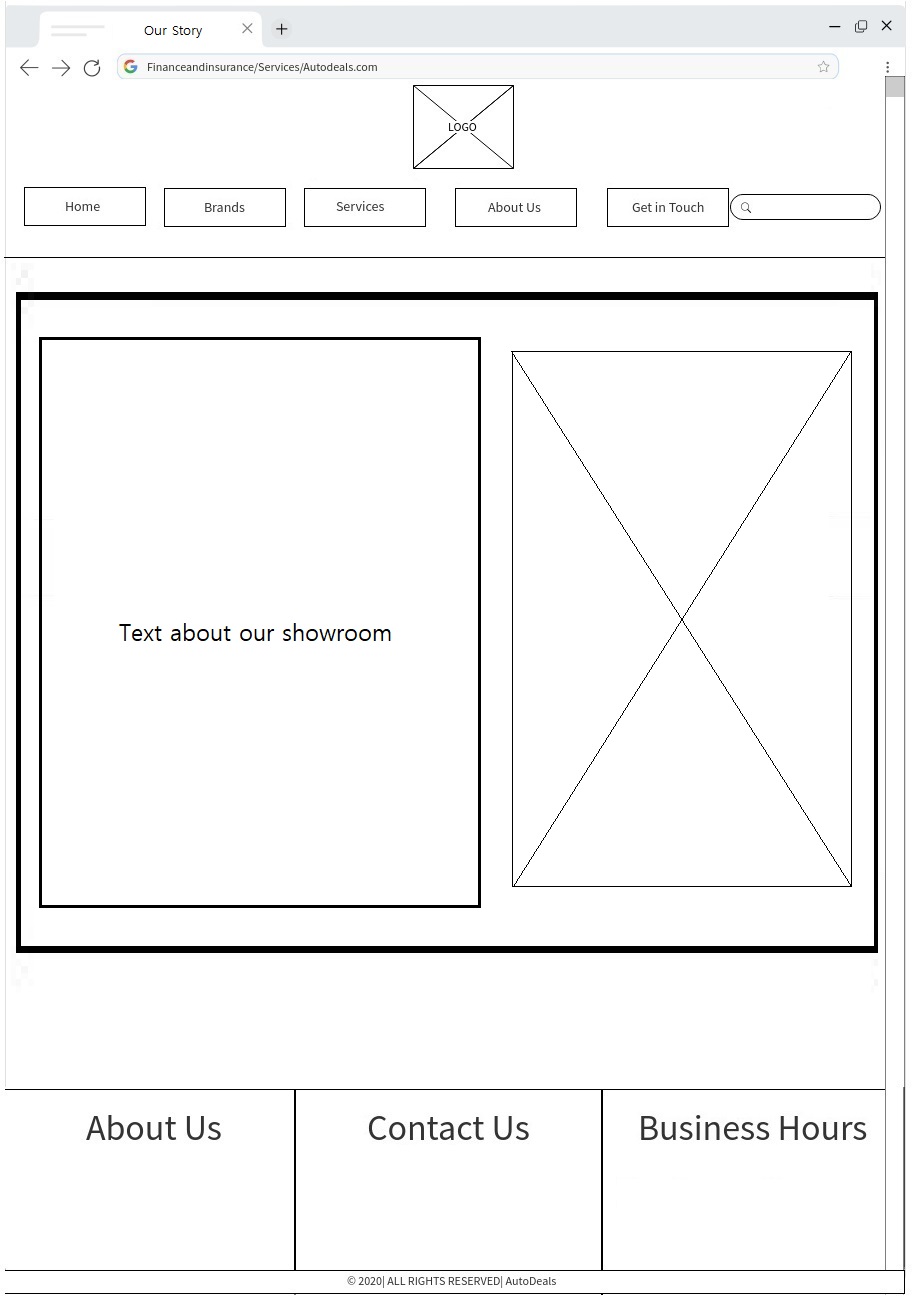 Our Story
Financeandinsurance/Services/Autodeals.com
LOGO
Home
Brands
Services
About Us
Get in Touch
Text about our showroom
About Us
Contact Us
Business Hours
© 2020| ALL RIGHTS RESERVED| AutoDeals